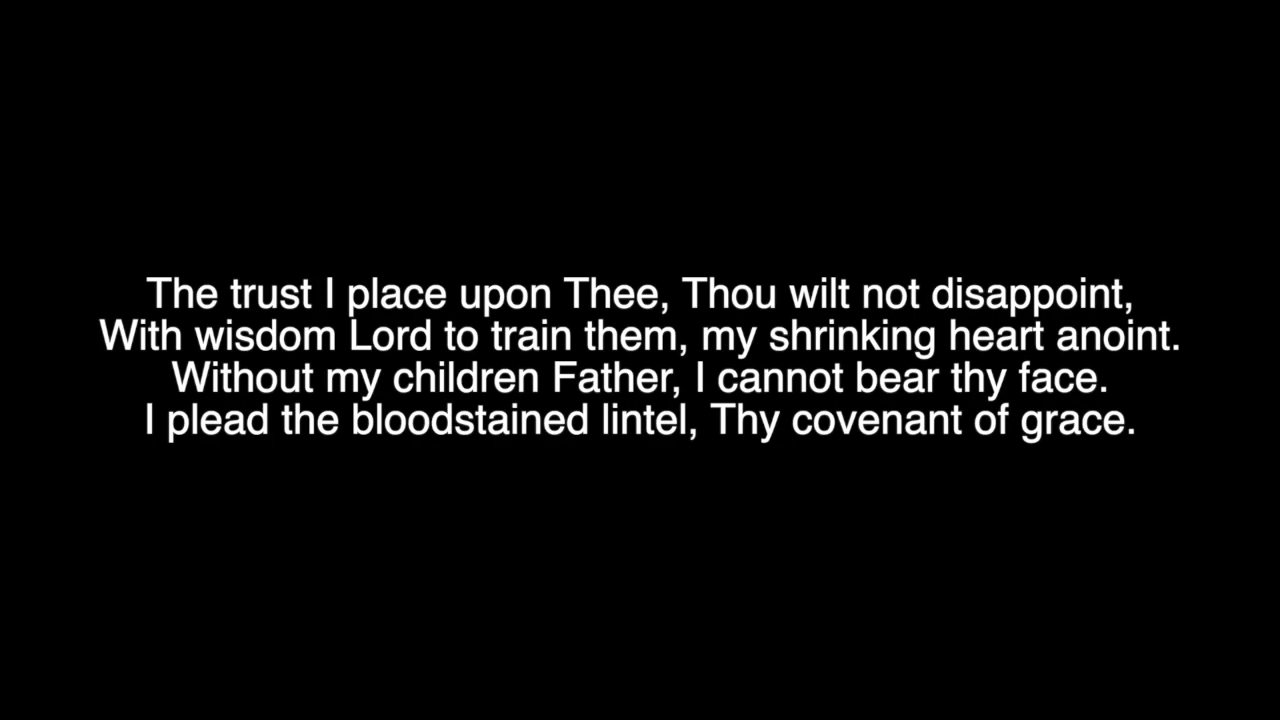 The trust I place upon Thee, Thou wilt not disappoint,
With wisdom Lord to train them, my shrinking heart anoint.
Without my children Father, I cannot bear thy face.
I plead the bloodstained lintel, Thy covenant of grace.